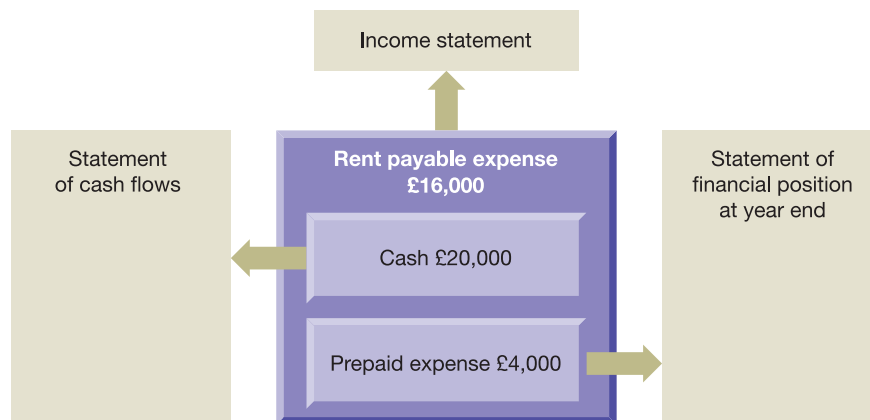 Income statement
Statement
of cash flows
Rent payable expense
£16,000
Cash £20,000
Prepaid expense £4,000
Statement of
financial position
at year end